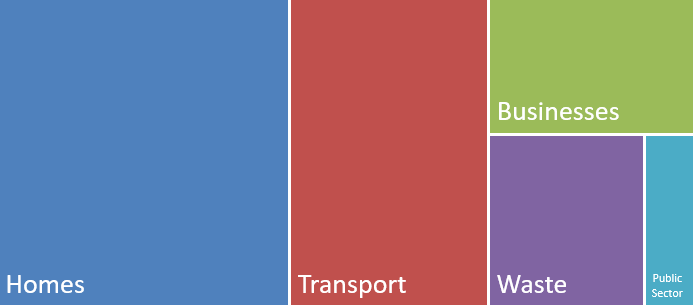 Homes
Transport
Businesses
Waste
Public
Sector